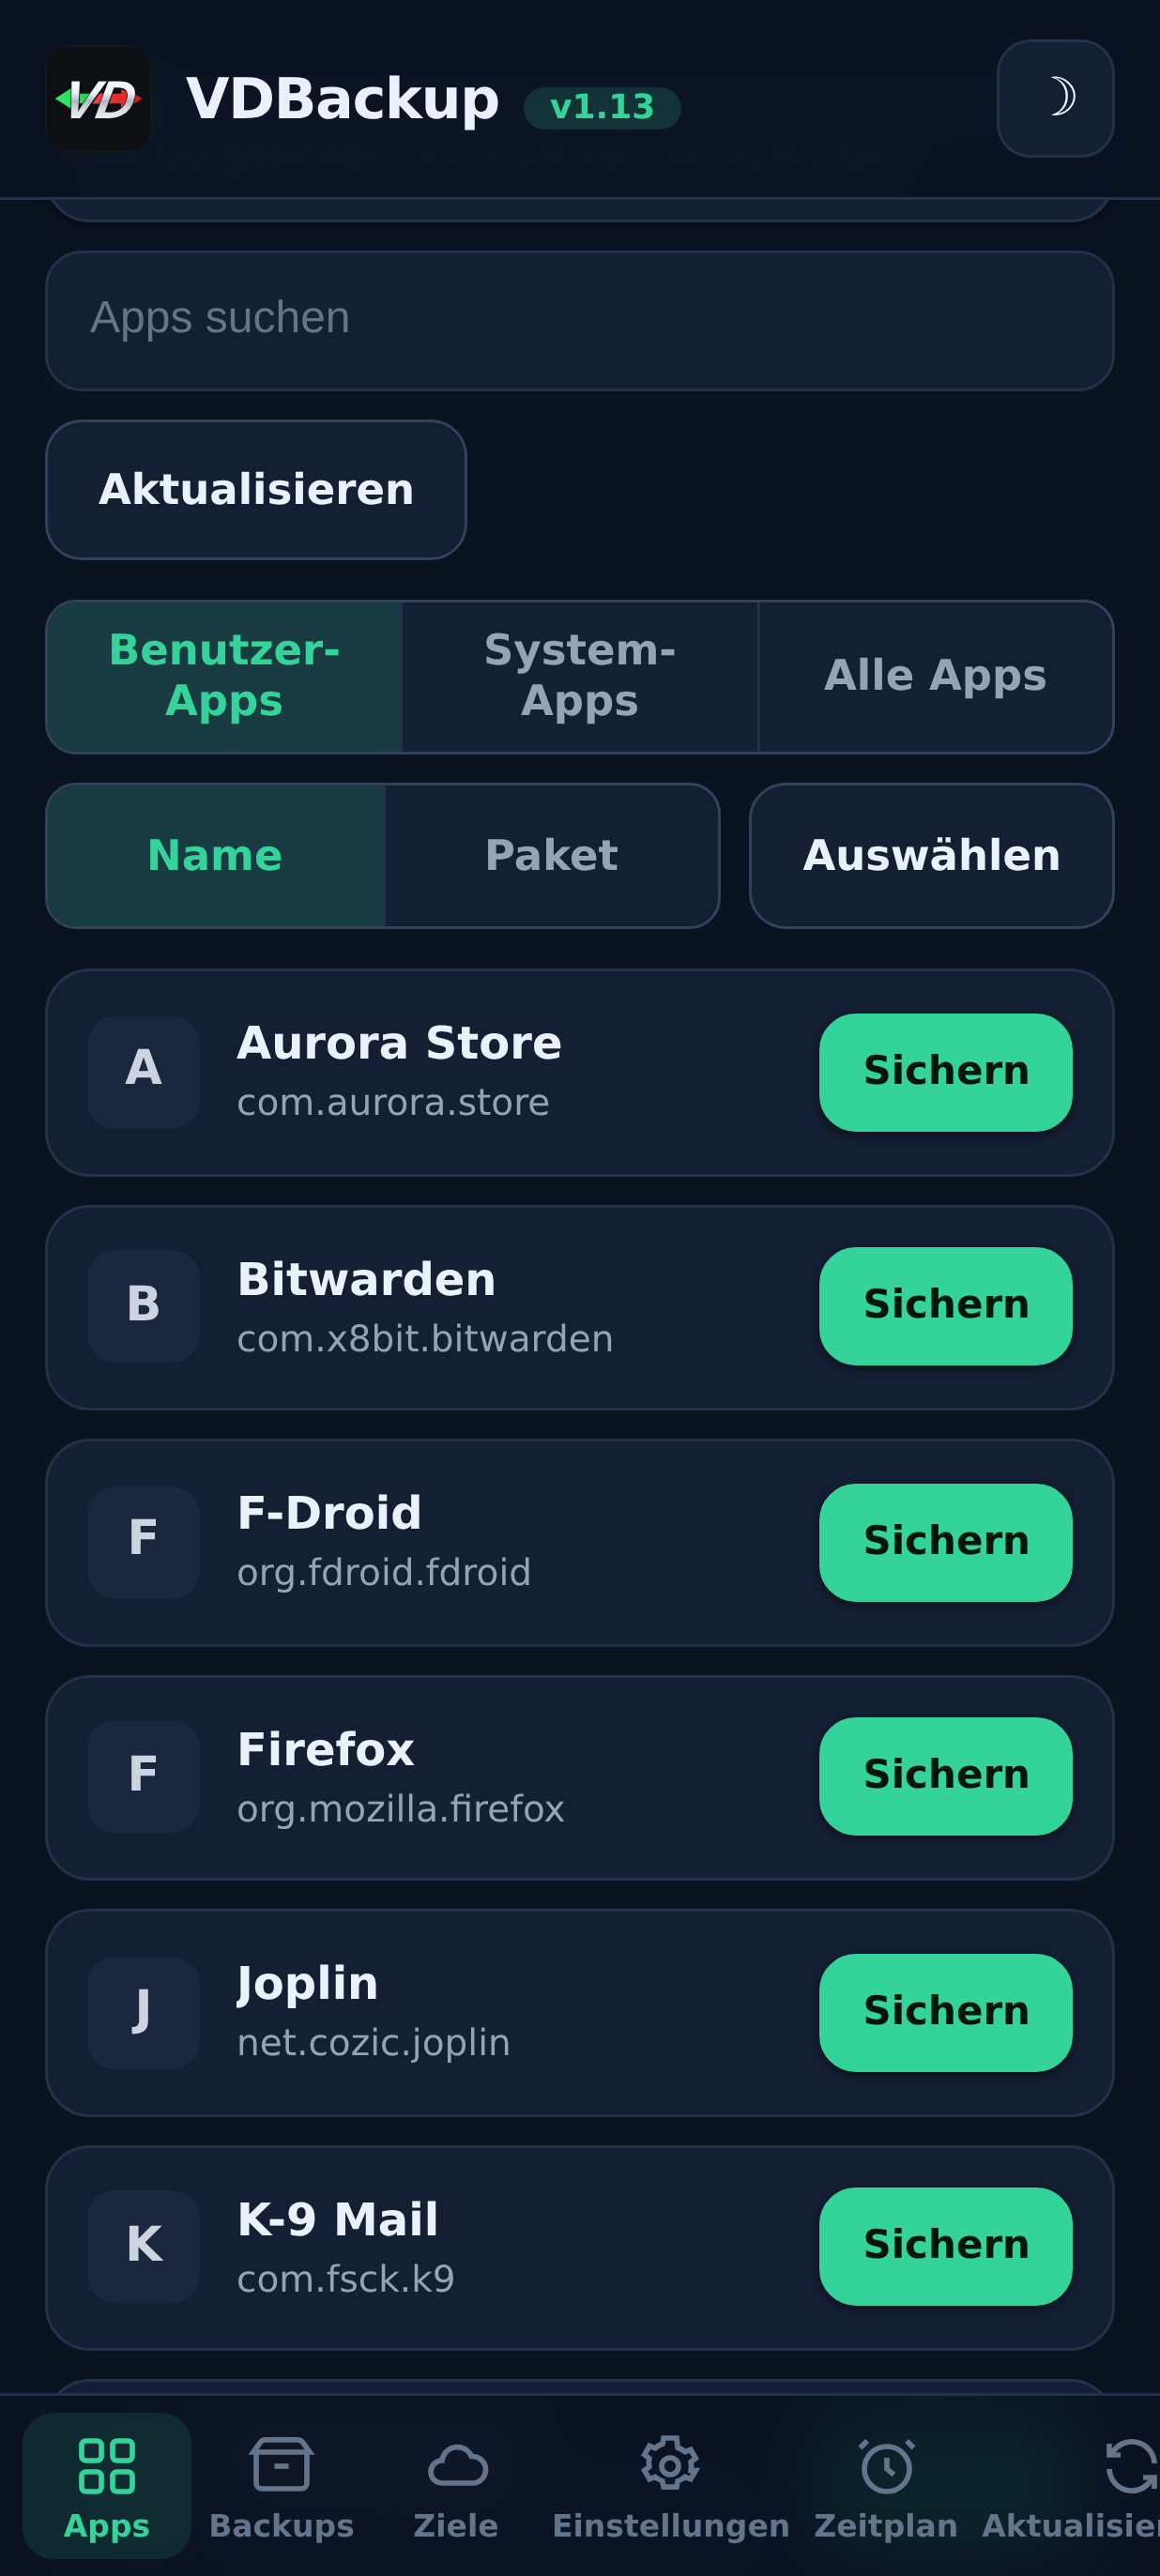 VD
VDBackup v1.13
Apps suchen
Aktualisieren
Benutzer-
Apps
System-
Apps
Alle Apps
Name
Paket
Auswählen
A
Aurora Store
com.aurora.store
Sichern
B
Bitwarden
com.x8bit.bitwarden
Sichern
F
F-Droid
org.fdroid.fdroid
Sichern
F
Firefox
org.mozilla.firefox
Sichern
J
Joplin
net.cozic.joplin
Sichern
K
K-9 Mail
com.fsck.k9
Sichern
Apps
Backups
Ziele
Einstellungen
Zeitplan
Aktualisie